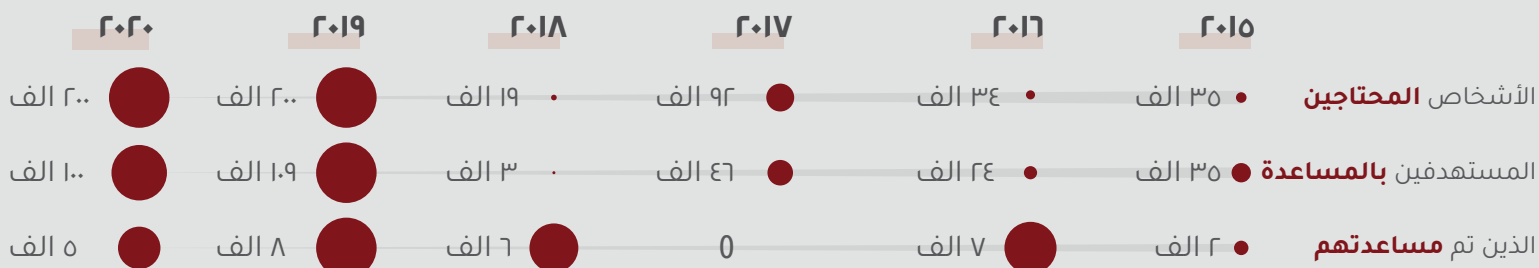 ٢٠١٥ ٢٠١٦ ٢٠١٧ ٢٠١٨ ٢٠١٩ ٢٠٢٠
الأشخاص المحتاجين ٣٥ الف ٣٤ الف ٩٢ الف ١٩ الف ٢٠٠ الف ٢٠٠ الف
المستهدفين بالمساعدة ٣٥ الف ٢٤ الف ٤٦ الف ٣ الف ١٠٩ الف ١٠٠ الف
الذين تم مساعدتهم ٢ الف ٧ الف 0 ٦ الف ٨ الف ٥ الف